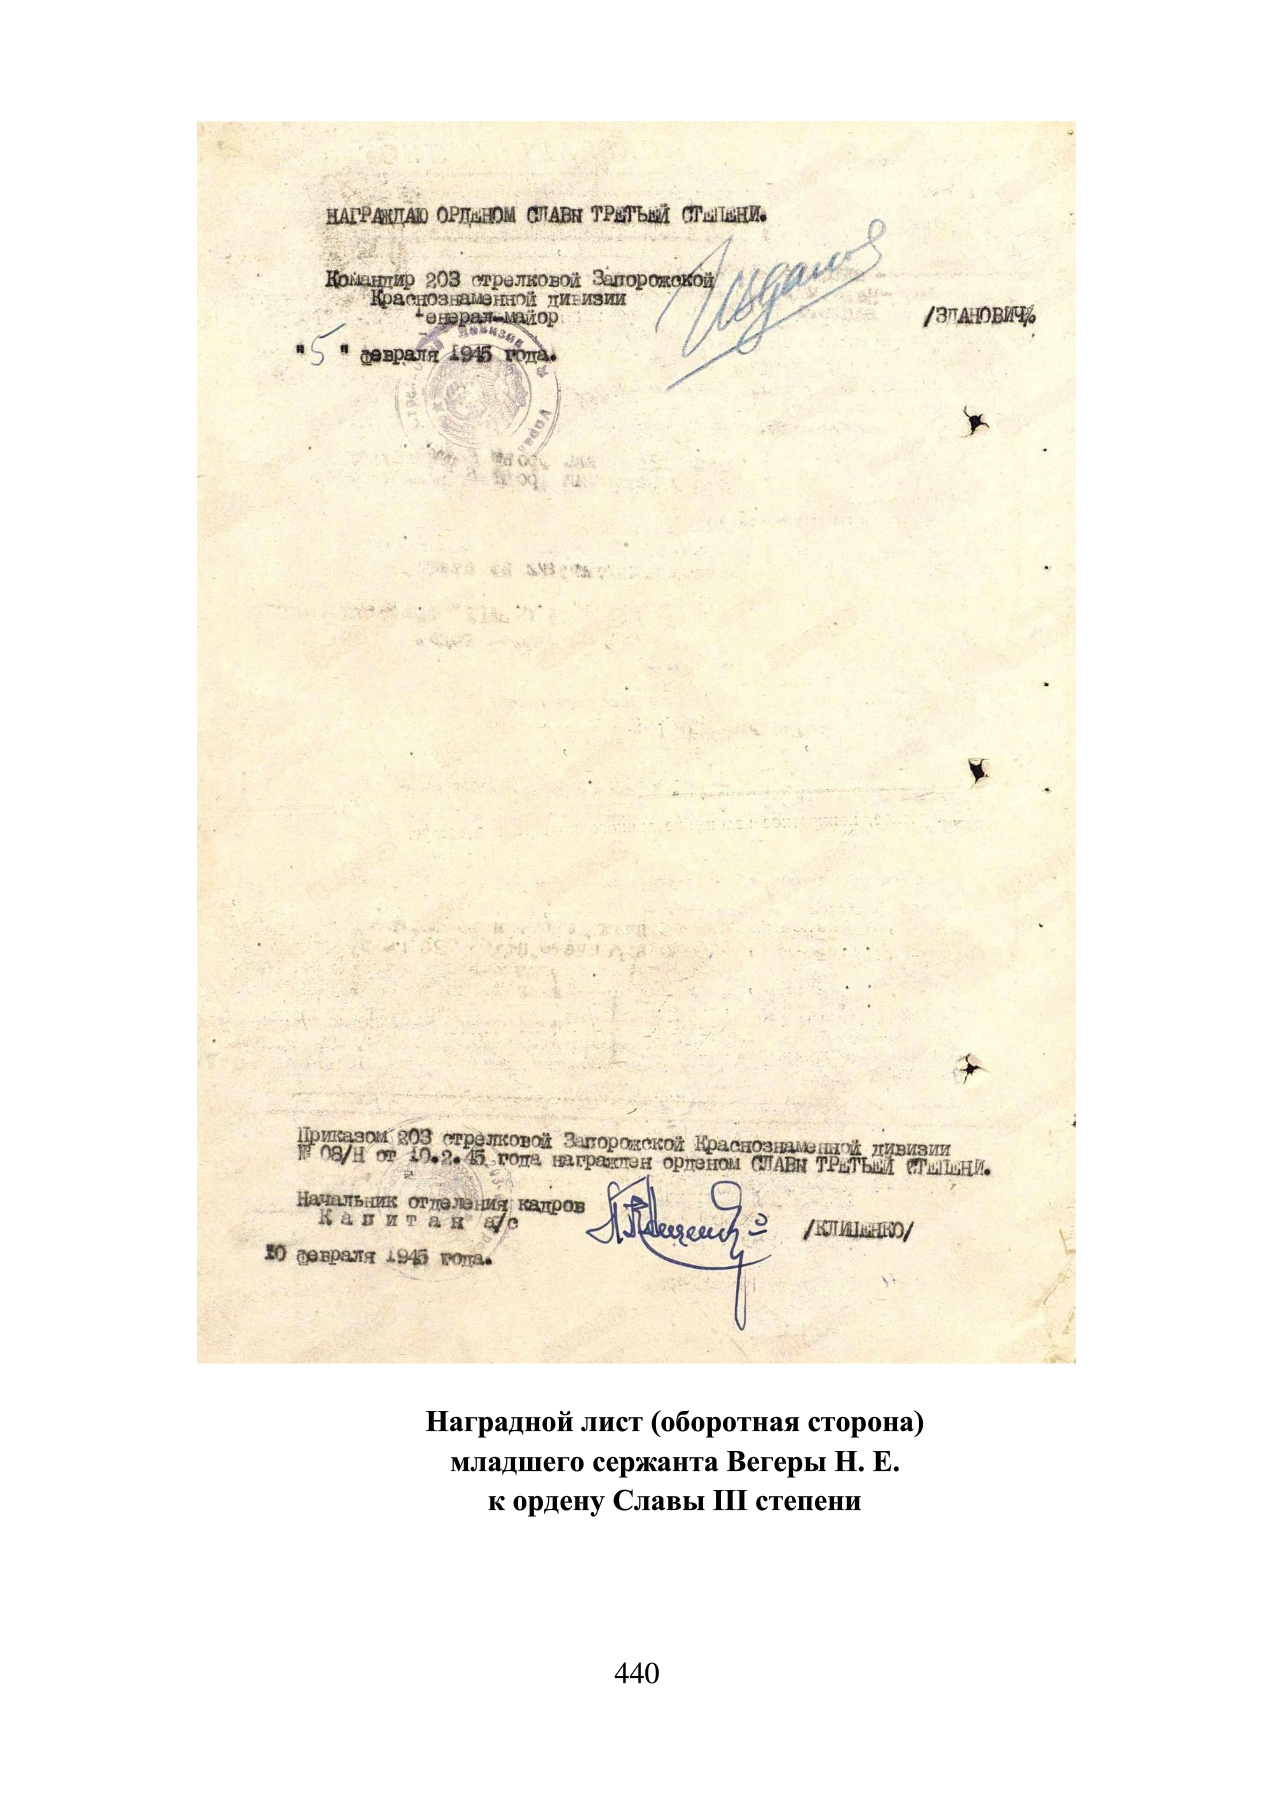 НАГРАЖДАЮ ОРДЕНОМ СЛАВЫ ТРЕТЬЕЙ СТЕПЕНИ.
Командир 203 стрелковой Запорожской
Краснознаменной дивизии
Генерал-майор
/ЗДАНОВИЧ/
"5" февраля 1945 года.
Приказом 203 стрелковой Запорожской Краснознаменной дивизии
№ 08/Н от 10.2.45 года награжден орденом СЛАВЫ ТРЕТЬЕЙ СТЕПЕНИ.
Начальник отделения кадров
Капитан а/с
/КЛИЩЕНКО/
10 февраля 1945 года.
Наградной лист (оборотная сторона)
младшего сержанта Вегеры Н. Е.
к ордену Славы III степени
440